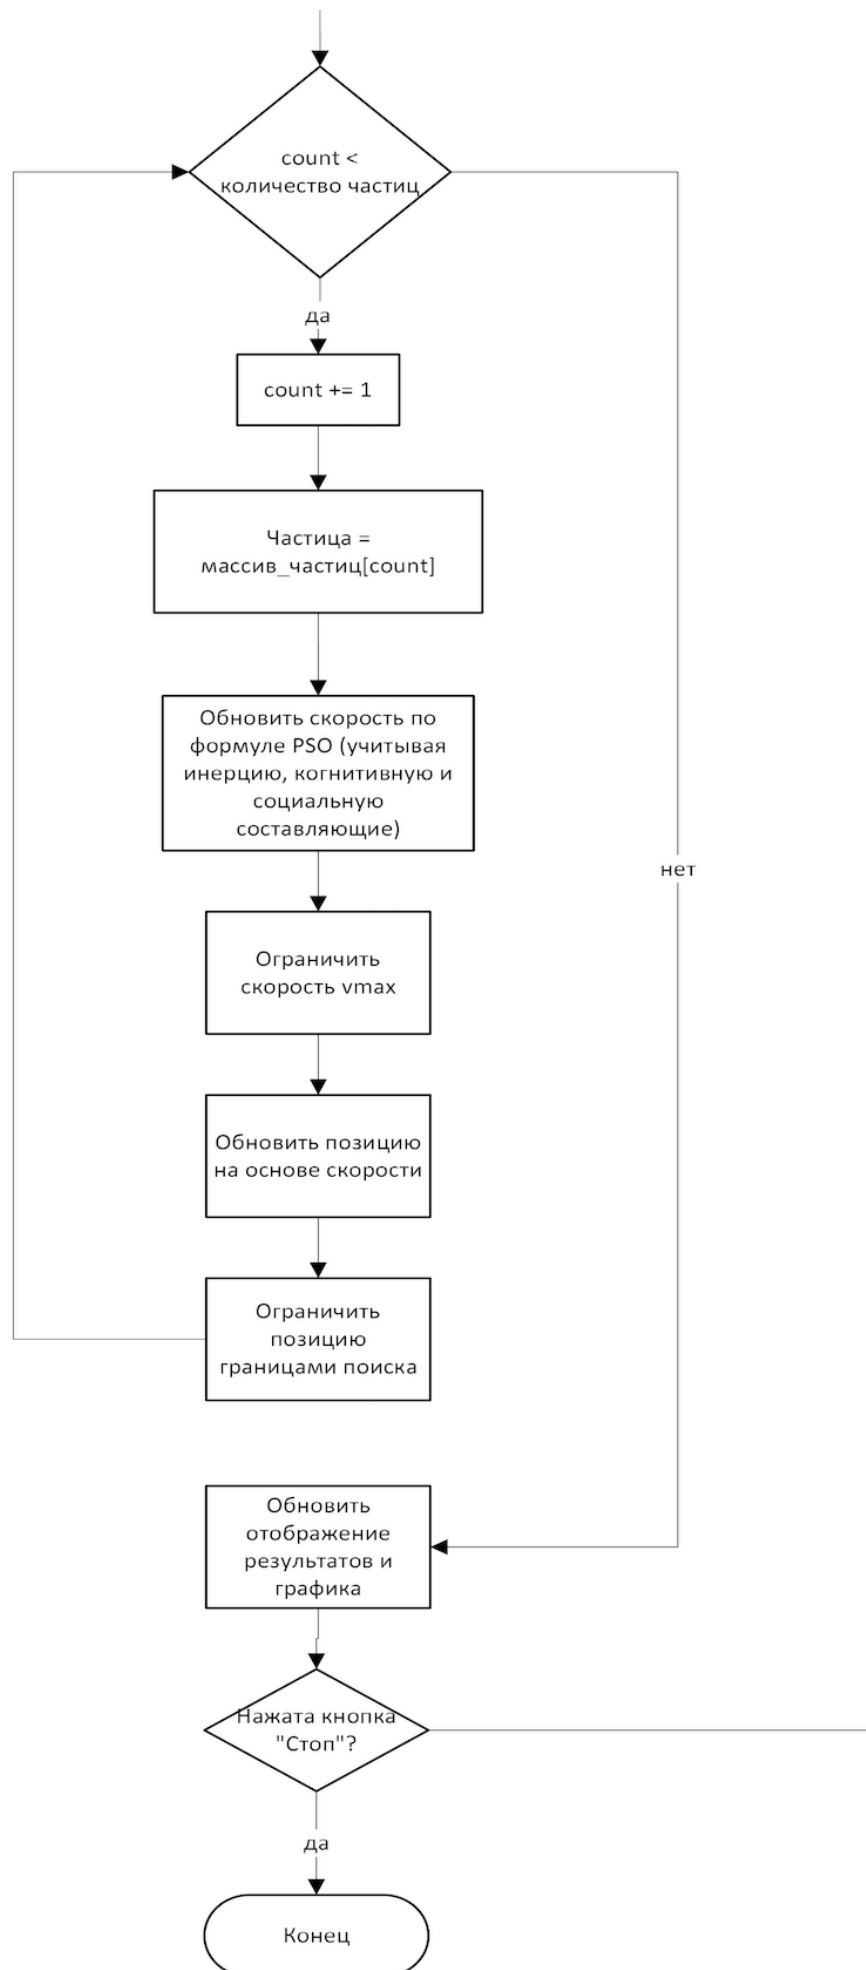 count <
количество частиц
да
count += 1
Частица =
массив_частиц[count]
Обновить скорость по
формуле PSO (учитывая
инерцию, когнитивную и
социальную
составляющие)
нет
Ограничить
скорость vmax
Обновить позицию
на основе скорости
Ограничить
позицию
границами поиска
Обновить
отображение
результатов и
графика
Нажата кнопка
"Стоп"?
да
Конец